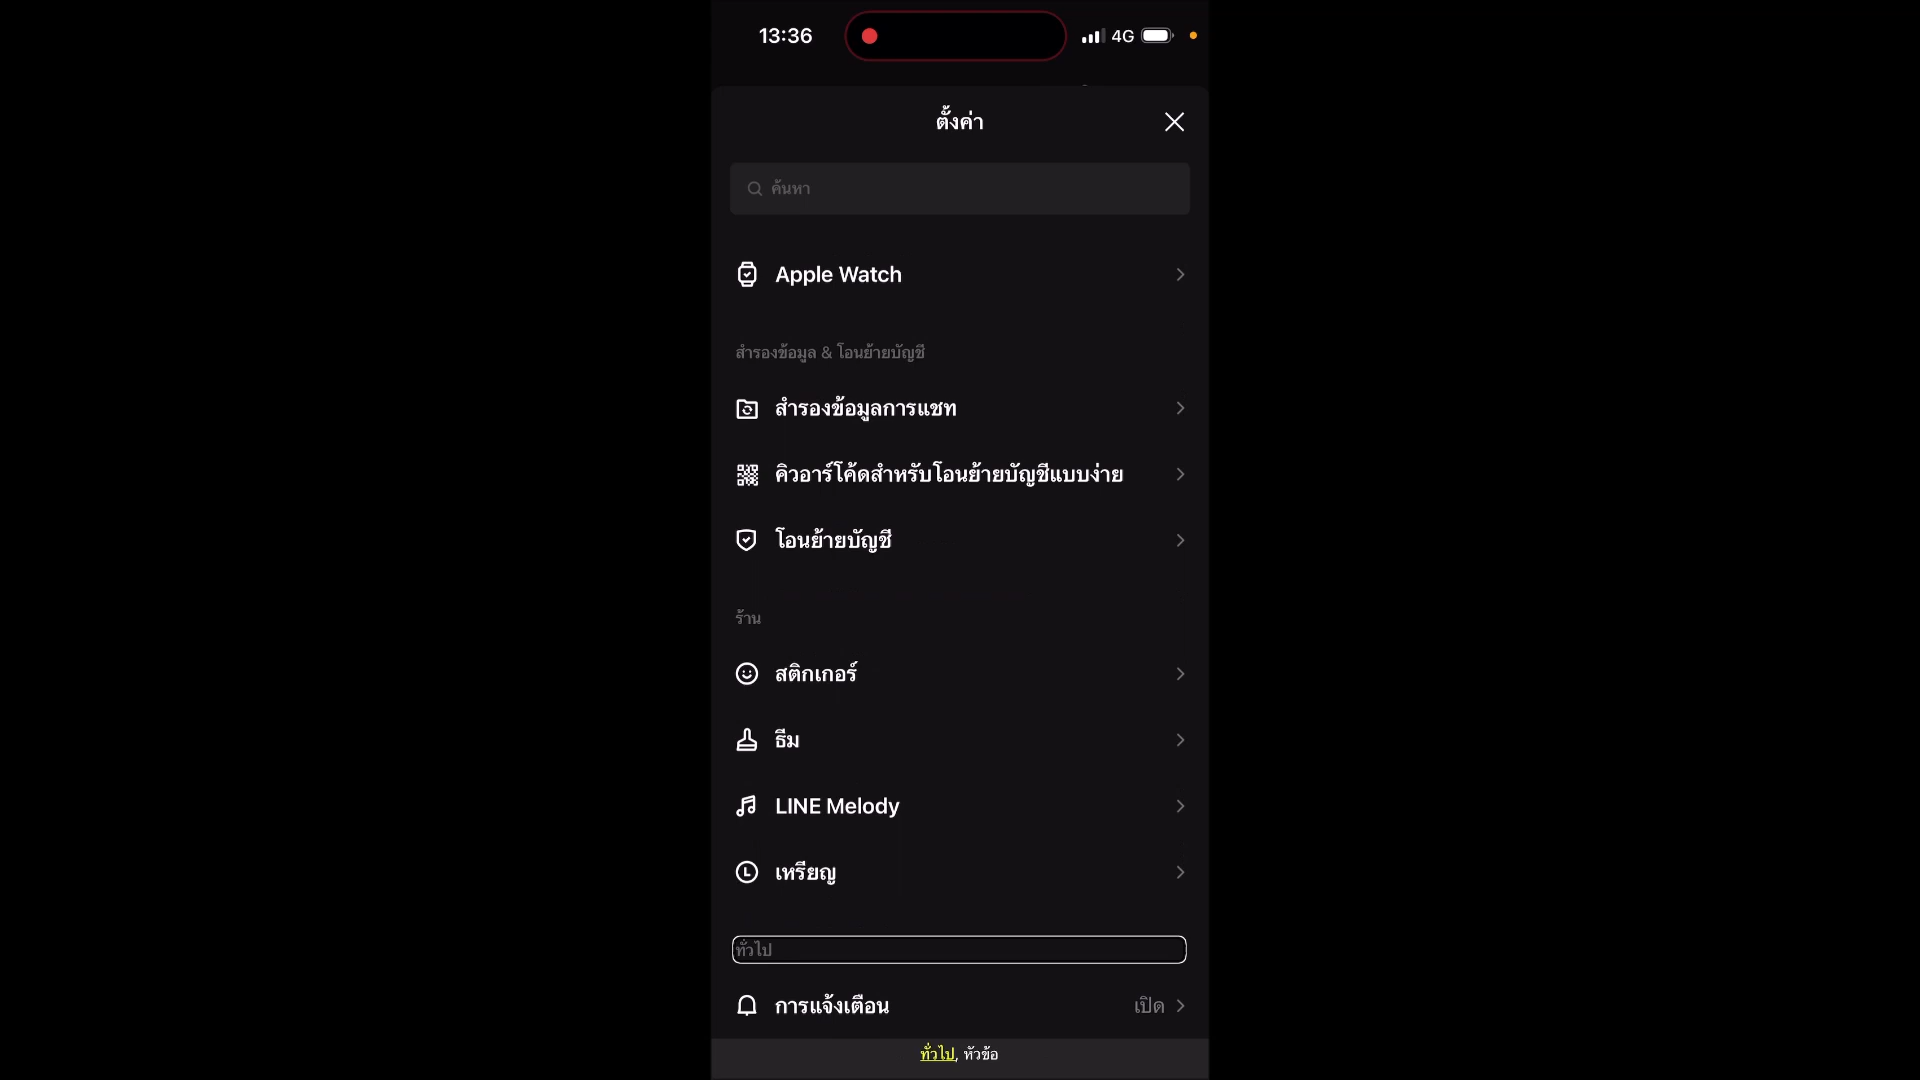 13:36
4G
ตั้งค่า
ค้นหา
Apple Watch
สำรองข้อมูล & โอนย้ายบัญชี
สำรองข้อมูลการแชท
คิวอาร์โค้ดสำหรับโอนย้ายบัญชีแบบง่าย
โอนย้ายบัญชี
ร้าน
สติกเกอร์
ธีม
LINE Melody
เหรียญ
ทั่วไป
การแจ้งเตือน เปิด
ทั่วไป, หัวข้อ